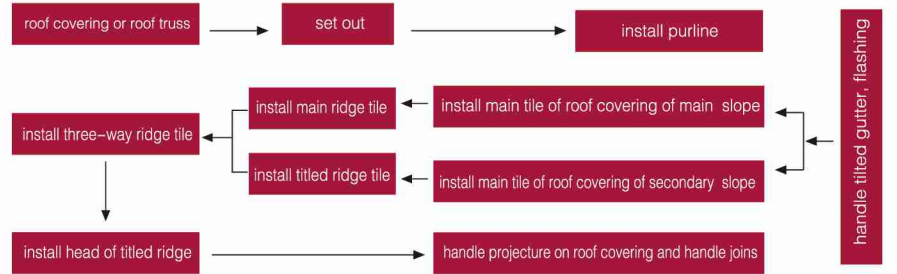 roof covering or roof truss
set out
install purline
handle tilted gutter, flashing
install main tile of roof covering of main slope
install main ridge tile
install main tile of roof covering of secondary slope
install titled ridge tile
install three-way ridge tile
install head of titled ridge
handle projecture on roof covering and handle joins